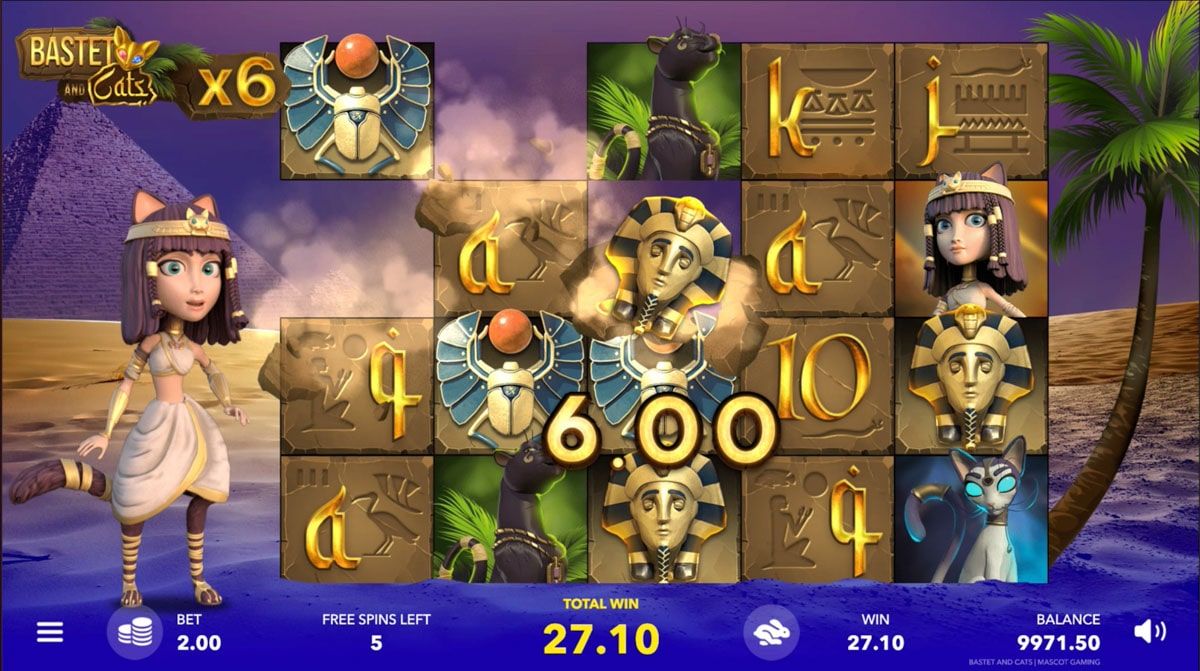 BASTET
AND Cats
x6
k
j
a
a
q
10
6.00
a
q
BET
2.00
FREE SPINS LEFT
5
TOTAL WIN
27.10
WIN
27.10
BALANCE
9971.50
BASTET AND CATS | MASCOT GAMING